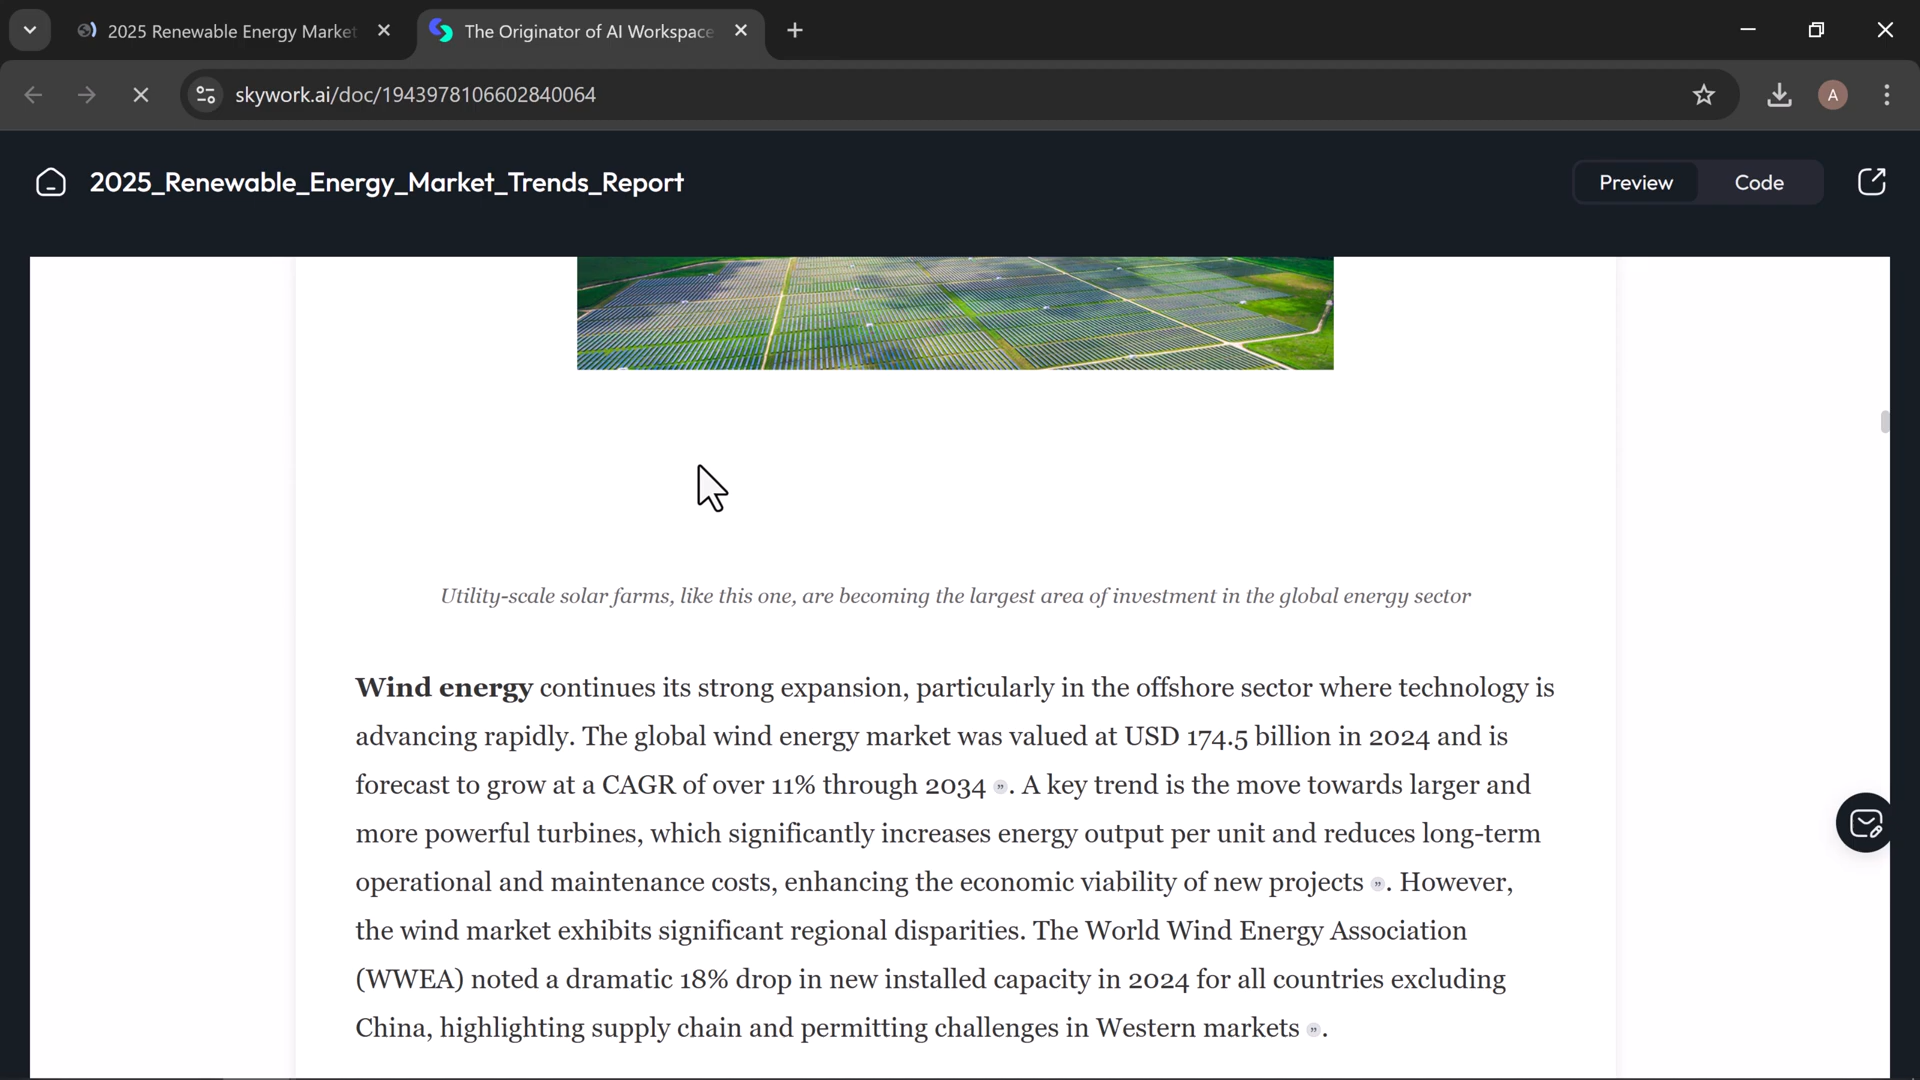 2025 Renewable Energy Market
The Originator of AI Workspace
skywork.ai/doc/1943978106602840064
A
2025_Renewable_Energy_Market_Trends_Report
Preview
Code
Utility-scale solar farms, like this one, are becoming the largest area of investment in the global energy sector
Wind energy continues its strong expansion, particularly in the offshore sector where technology is
advancing rapidly. The global wind energy market was valued at USD 174.5 billion in 2024 and is
forecast to grow at a CAGR of over 11% through 2034 ”. A key trend is the move towards larger and
more powerful turbines, which significantly increases energy output per unit and reduces long-term
operational and maintenance costs, enhancing the economic viability of new projects ”. However,
the wind market exhibits significant regional disparities. The World Wind Energy Association
(WWEA) noted a dramatic 18% drop in new installed capacity in 2024 for all countries excluding
China, highlighting supply chain and permitting challenges in Western markets ”.